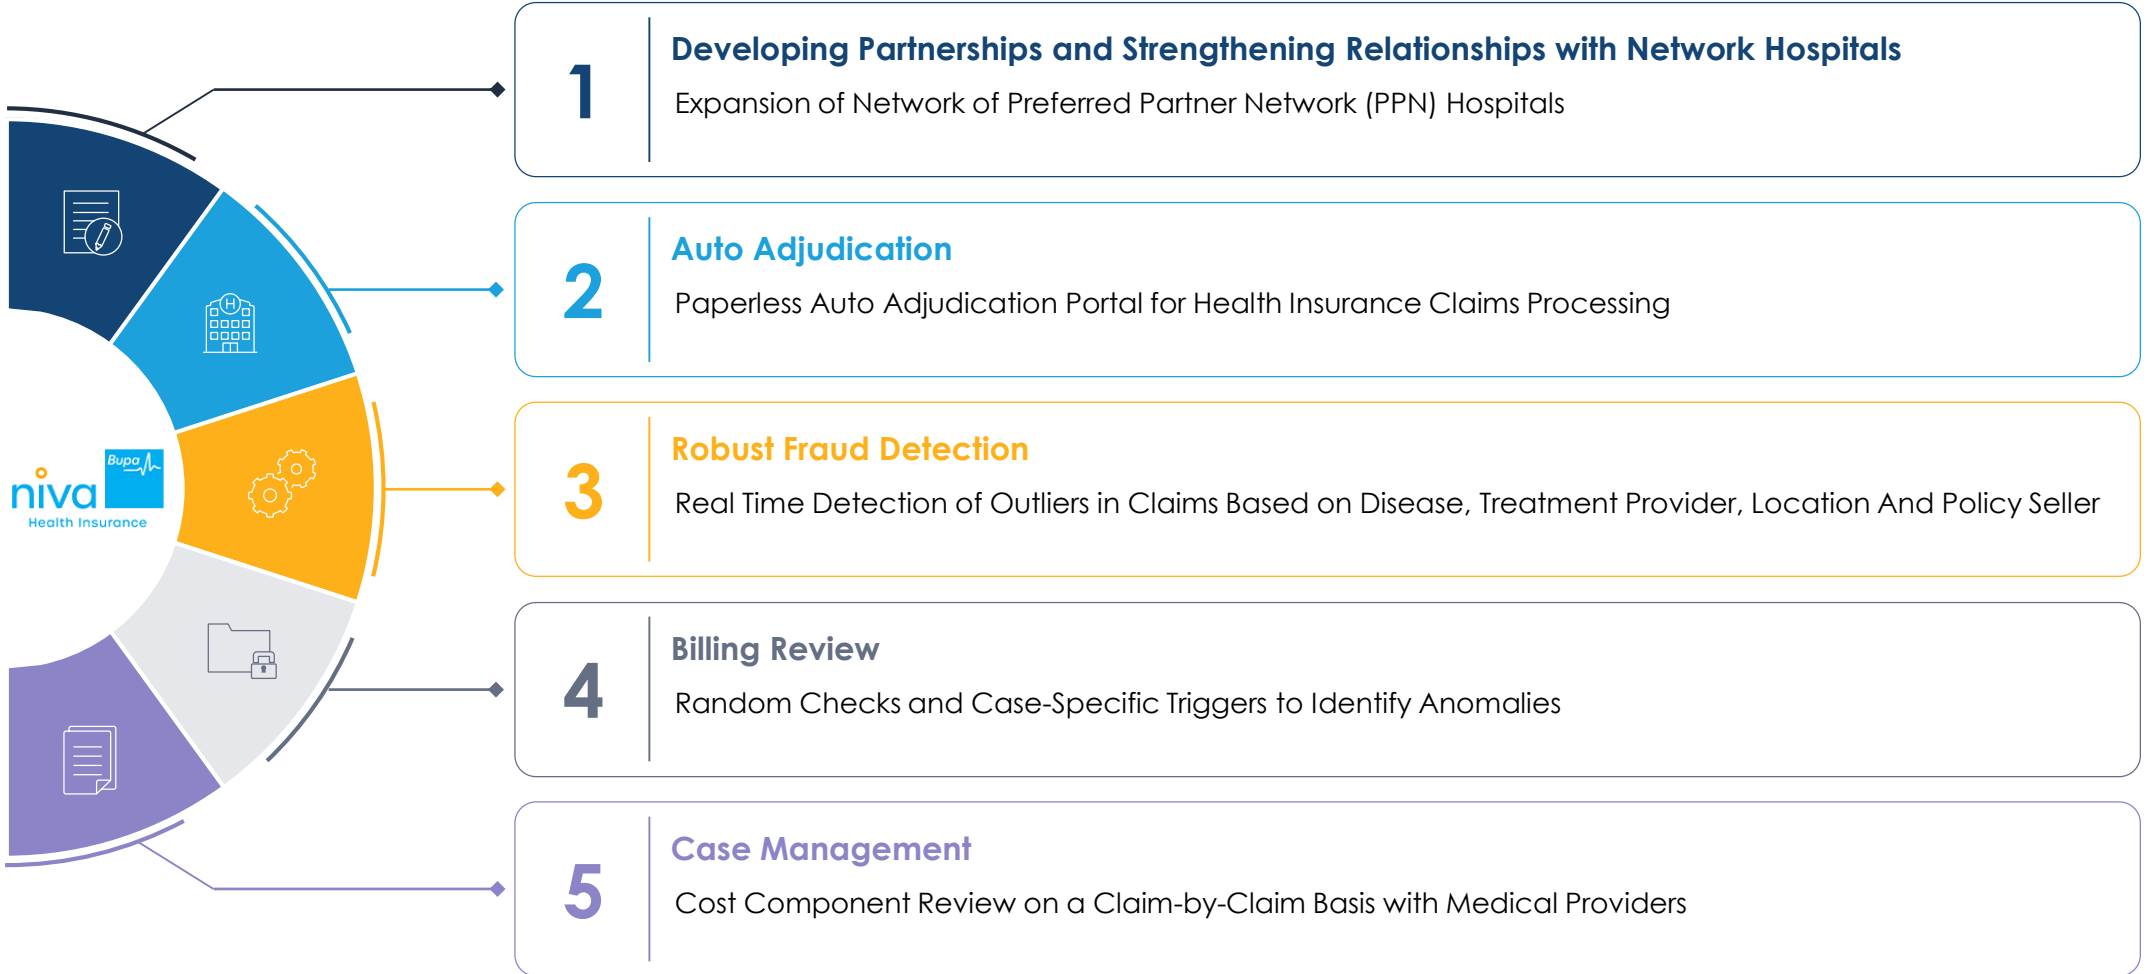 1
Developing Partnerships and Strengthening Relationships with Network Hospitals
Expansion of Network of Preferred Partner Network (PPN) Hospitals
2
Auto Adjudication
Paperless Auto Adjudication Portal for Health Insurance Claims Processing
H
3
Robust Fraud Detection
Real Time Detection of Outliers in Claims Based on Disease, Treatment Provider, Location And Policy Seller
niva
Bupa
Health Insurance
4
Billing Review
Random Checks and Case-Specific Triggers to Identify Anomalies
5
Case Management
Cost Component Review on a Claim-by-Claim Basis with Medical Providers